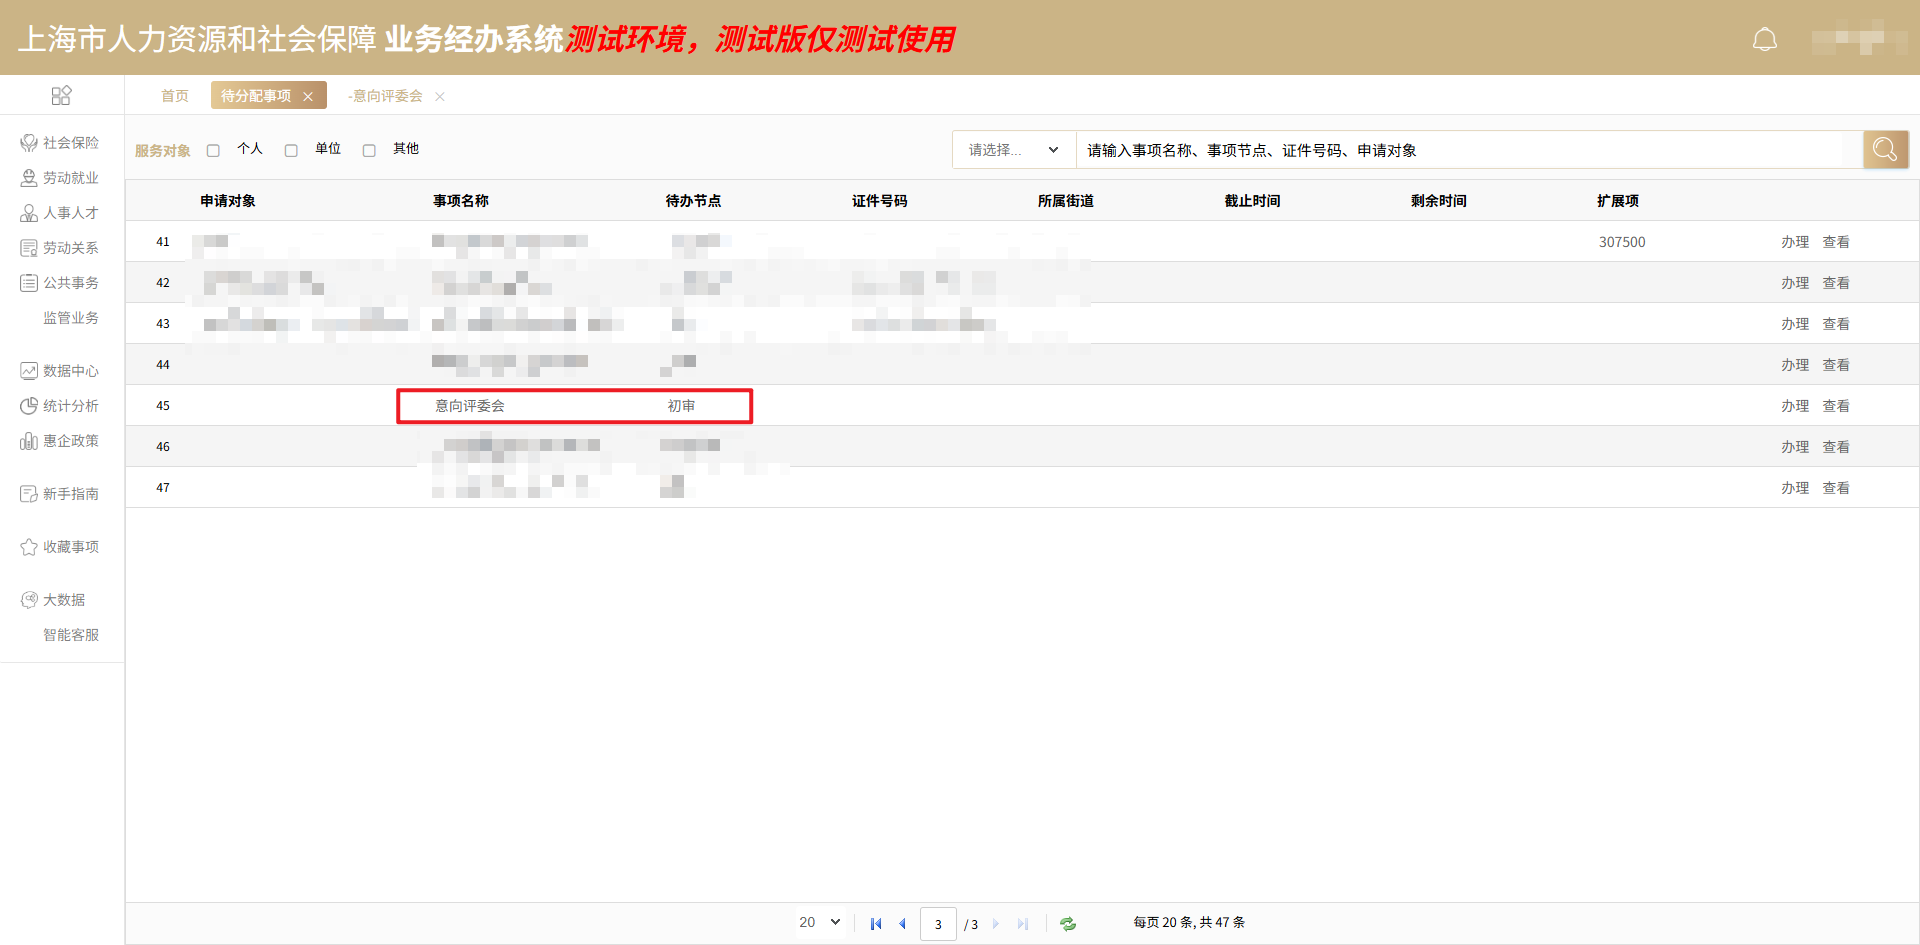 上海市人力资源和社会保障 业务经办系统测试环境，测试版仅测试使用
首页 待分配事项 -意向评委会
社会保险
劳动就业
人事人才
劳动关系
公共事务
监管业务
数据中心
统计分析
惠企政策
新手指南
收藏事项
大数据
智能客服
服务对象 个人 单位 其他 请选择... 请输入事项名称、事项节点、证件号码、申请对象
申请对象 事项名称 待办节点 证件号码 所属街道 截止时间 剩余时间 扩展项
41 307500 办理 查看
42 办理 查看
43 办理 查看
44 办理 查看
45 意向评委会 初审 办理 查看
46 办理 查看
47 办理 查看
20 3 / 3 每页 20 条, 共 47 条